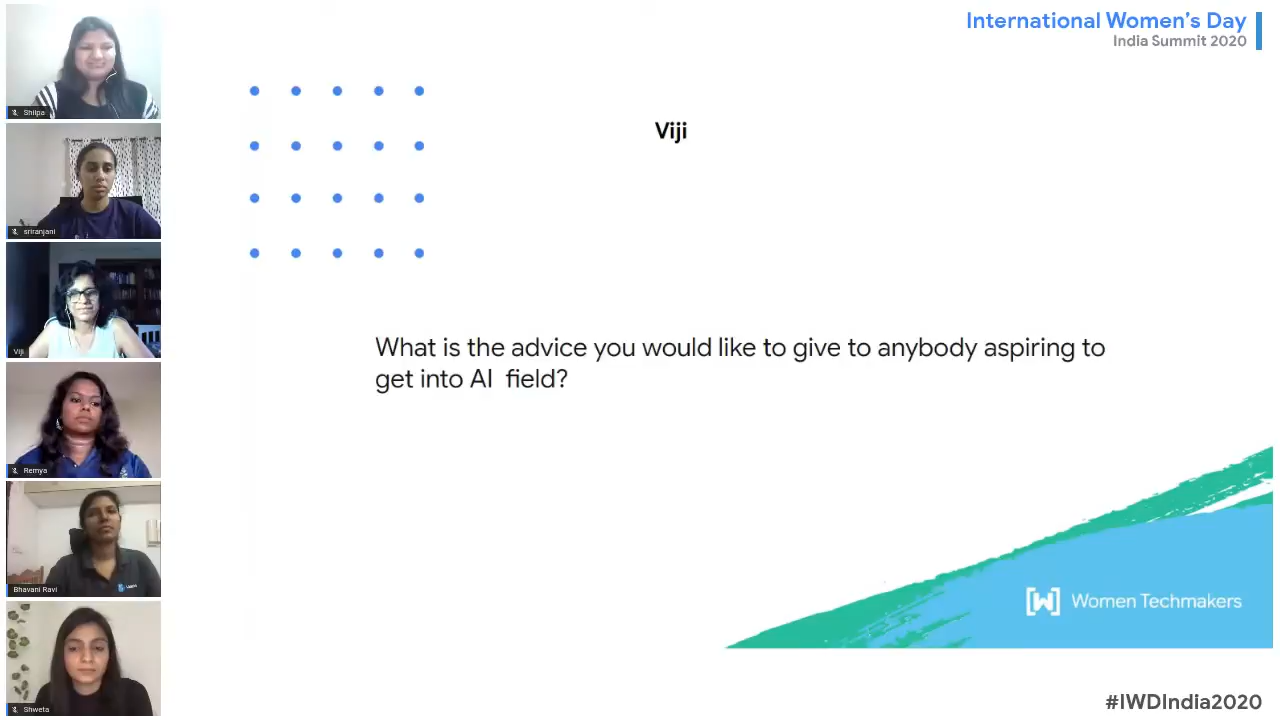 International Women's Day
India Summit 2020
Viji
What is the advice you would like to give to anybody aspiring to
get into AI field?
Shilpa
sriranjani
Viji
Remya
Bhavani Ravi
Shweta
[W] Women Techmakers
#IWDIndia2020